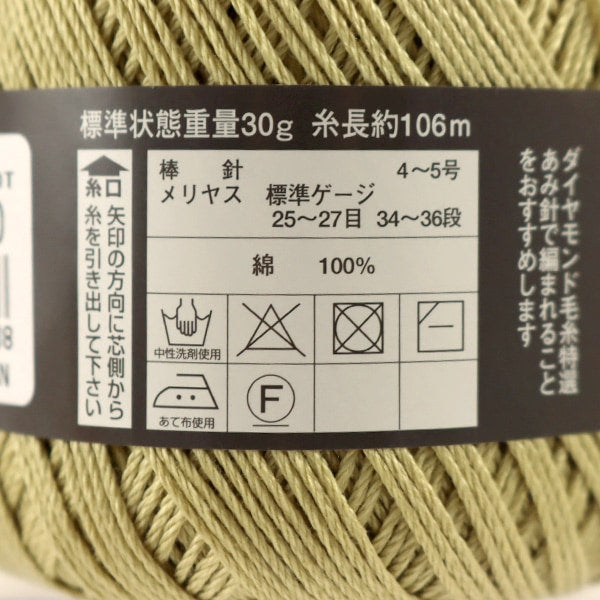 標準状態重量30g 糸長約106m
OT
0
8
N
糸口
矢印の方向に芯側から
糸を引き出して下さい
棒針 4～5号
メリヤス 標準ゲージ
25～27目 34～36段
綿 100%
中性洗剤使用
あて布使用
F
ダイヤモンド毛糸特選
あみ針で編まれること
をおすすめします